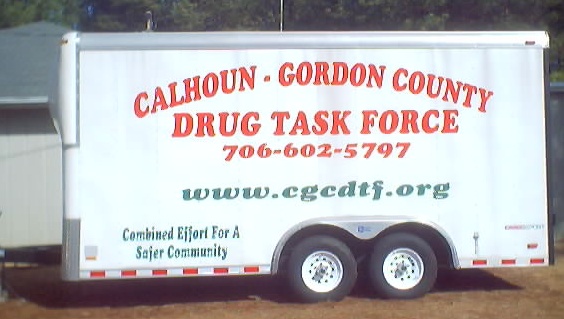 CALHOUN - GORDON COUNTY
DRUG TASK FORCE
706-602-5797
www.cgcdtf.org
Combined Effort For A
Safer Community